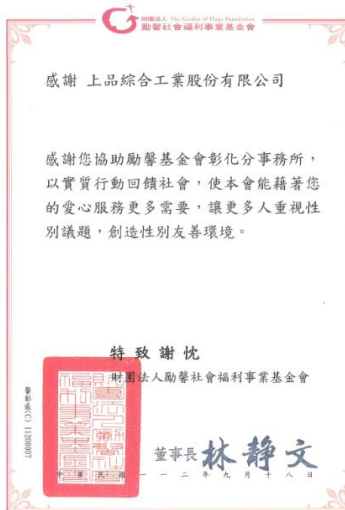 財團法人 The Garden of Hope Foundation
勵馨社會福利事業基金會
感謝 上品綜合工業股份有限公司
感謝您協助勵馨基金會彰化分事務所，
以實質行動回饋社會，使本會能藉著您
的愛心服務更多需要，讓更多人重視性
別議題，創造性別友善環境。
特致謝忱
財團法人勵馨社會福利事業基金會
董事長 林靜文
中華民國一一二年九月十八日